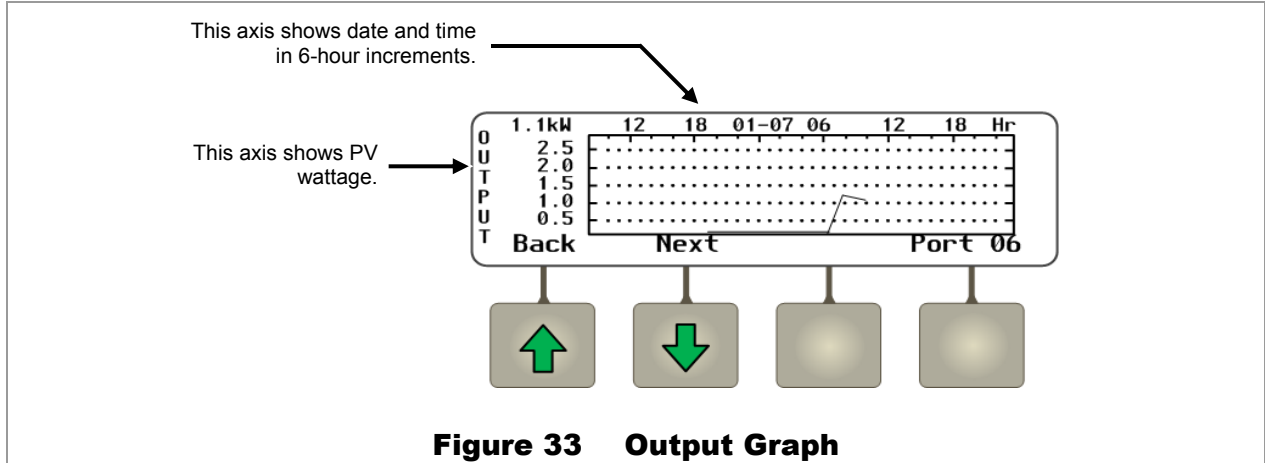 This axis shows date and time
in 6-hour increments.
This axis shows PV
wattage.
OUTPUT
1.1kW 12 18 01-07 06 12 18 Hr
2.5
2.0
1.5
1.0
0.5
Back Next Port 06
Figure 33 Output Graph